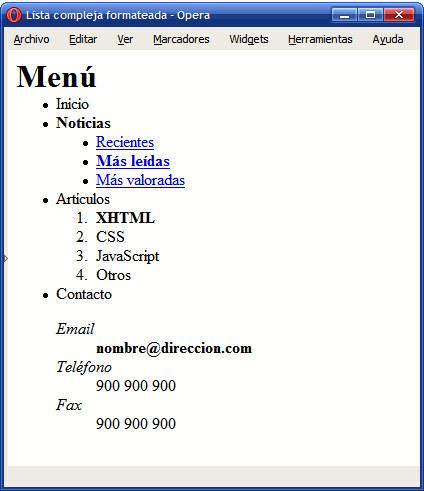 Lista compleja formateada - Opera
Archivo Editar Ver Marcadores Widgets Herramientas Ayuda
Menú
Inicio
Noticias
Recientes
Más leídas
Más valoradas
Artículos
1. XHTML
2. CSS
3. JavaScript
4. Otros
Contacto
Email
nombre@direccion.com
Teléfono
900 900 900
Fax
900 900 900